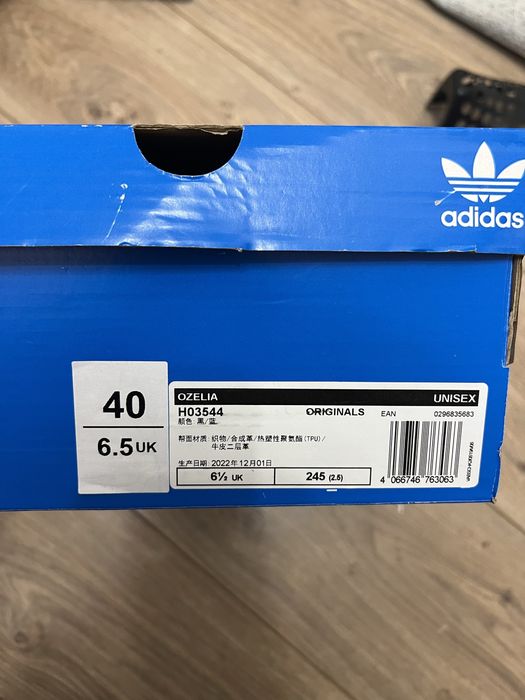 adidas
40
6.5 UK
OZELIA UNISEX
H03544 ORIGINALS EAN 0296835683
颜色: 黑/蓝
帮面材质: 织物/合成革/热塑性聚氨酯(TPU)/
牛皮二层革
生产日期: 2022年12月01日
6½ UK 245 (2.5)
4 066746 763063